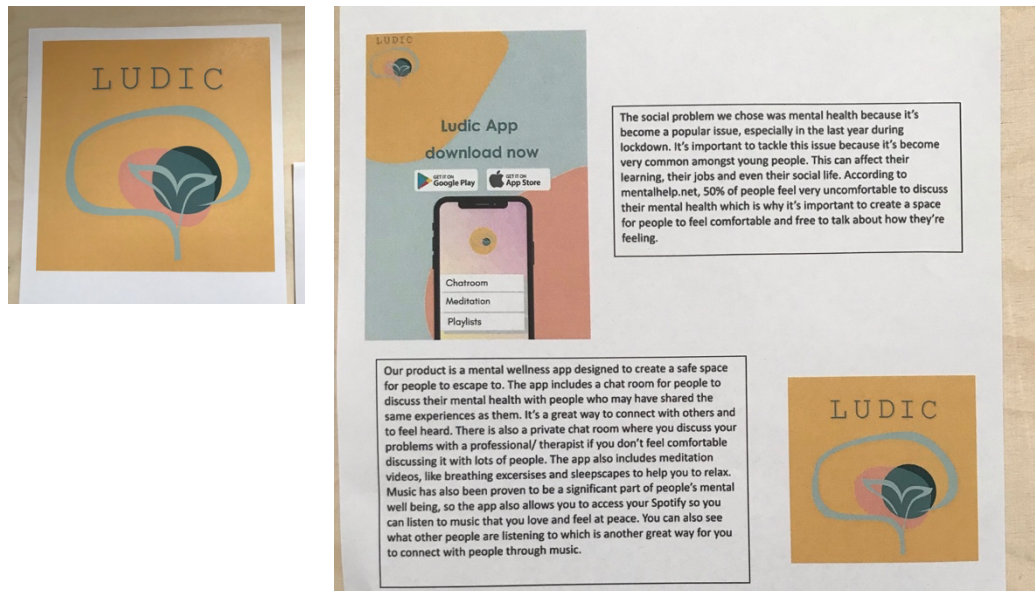 LUDIC
LUDIC
Ludic App
download now
GET IT ON
Google Play
GET IT ON
App Store
Chatroom
Meditation
Playlists
The social problem we chose was mental health because it's
become a popular issue, especially in the last year during
lockdown. It's important to tackle this issue because it's become
very common amongst young people. This can affect their
learning, their jobs and even their social life. According to
mentalhelp.net, 50% of people feel very uncomfortable to discuss
their mental health which is why it's important to create a space
for people to feel comfortable and free to talk about how they're
feeling.
Our product is a mental wellness app designed to create a safe space
for people to escape to. The app includes a chat room for people to
discuss their mental health with people who may have shared the
same experiences as them. It's a great way to connect with others and
to feel heard. There is also a private chat room where you discuss your
problems with a professional/ therapist if you don't feel comfortable
discussing it with lots of people. The app also includes meditation
videos, like breathing excersises and sleepscapes to help you to relax.
Music has also been proven to be a significant part of people's mental
well being, so the app also allows you to access your Spotify so you
can listen to music that you love and feel at peace. You can also see
what other people are listening to which is another great way for you
to connect with people through music.
LUDIC